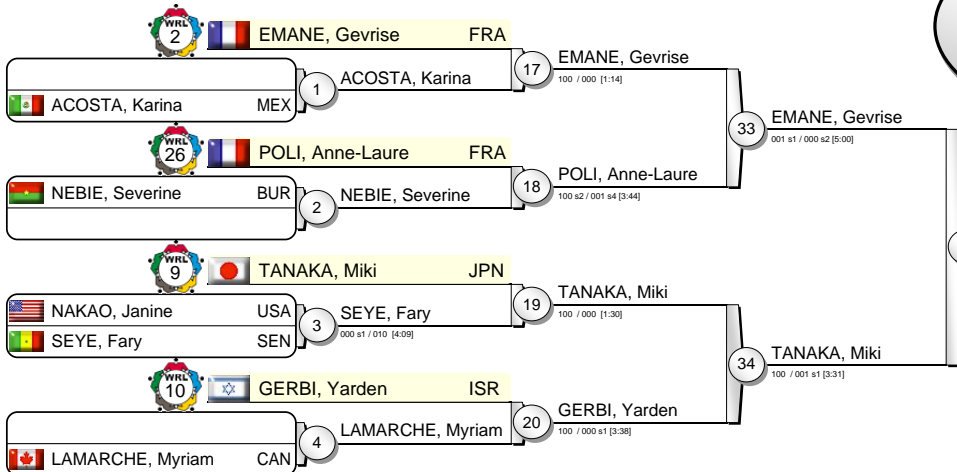 WRL 2 EMANE, Gevrise FRA
ACOSTA, Karina MEX
1 ACOSTA, Karina
17 EMANE, Gevrise
100 / 000 [1:14]
WRL 26 POLI, Anne-Laure FRA
NEBIE, Severine BUR
2 NEBIE, Severine
18 POLI, Anne-Laure
100 s2 / 001 s4 [3:44]
33 EMANE, Gevrise
001 s1 / 000 s2 [5:00]
WRL 9 TANAKA, Miki JPN
NAKAO, Janine USA
SEYE, Fary SEN
3 SEYE, Fary
000 s1 / 010 [4:09]
19 TANAKA, Miki
100 / 000 [1:30]
WRL 10 GERBI, Yarden ISR
LAMARCHE, Myriam CAN
4 LAMARCHE, Myriam
20 GERBI, Yarden
100 / 000 s1 [3:38]
34 TANAKA, Miki
100 / 001 s1 [3:31]